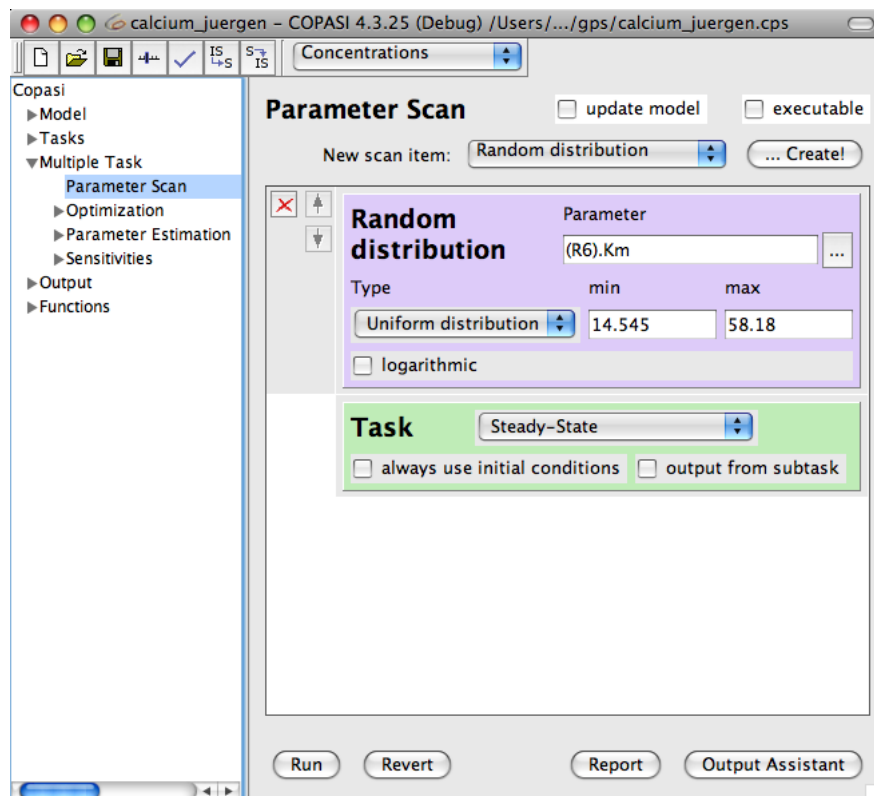 calcium_juergen – COPASI 4.3.25 (Debug) /Users/.../gps/calcium_juergen.cps
IS S S IS Concentrations
Copasi
Model
Tasks
Multiple Task
Parameter Scan
Optimization
Parameter Estimation
Sensitivities
Output
Functions
Parameter Scan update model executable
New scan item: Random distribution ... Create!
Random distribution
Parameter
(R6).Km ...
Type min max
Uniform distribution 14.545 58.18
logarithmic
Task Steady-State
always use initial conditions output from subtask
Run Revert Report Output Assistant